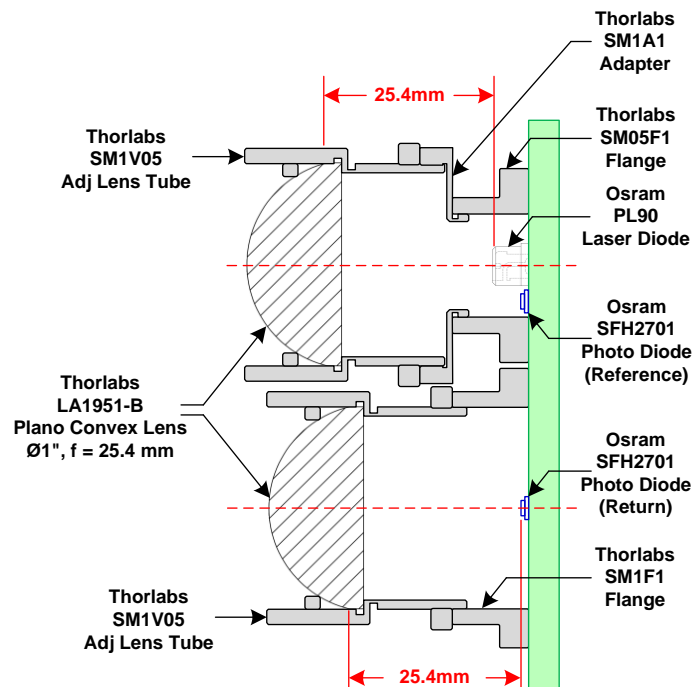 Thorlabs
SM1A1
Adapter
25.4mm
Thorlabs
SM05F1
Flange
Thorlabs
SM1V05
Adj Lens Tube
Osram
PL90
Laser Diode
Osram
SFH2701
Photo Diode
(Reference)
Thorlabs
LA1951-B
Plano Convex Lens
Ø1", f = 25.4 mm
Osram
SFH2701
Photo Diode
(Return)
Thorlabs
SM1F1
Flange
Thorlabs
SM1V05
Adj Lens Tube
25.4mm